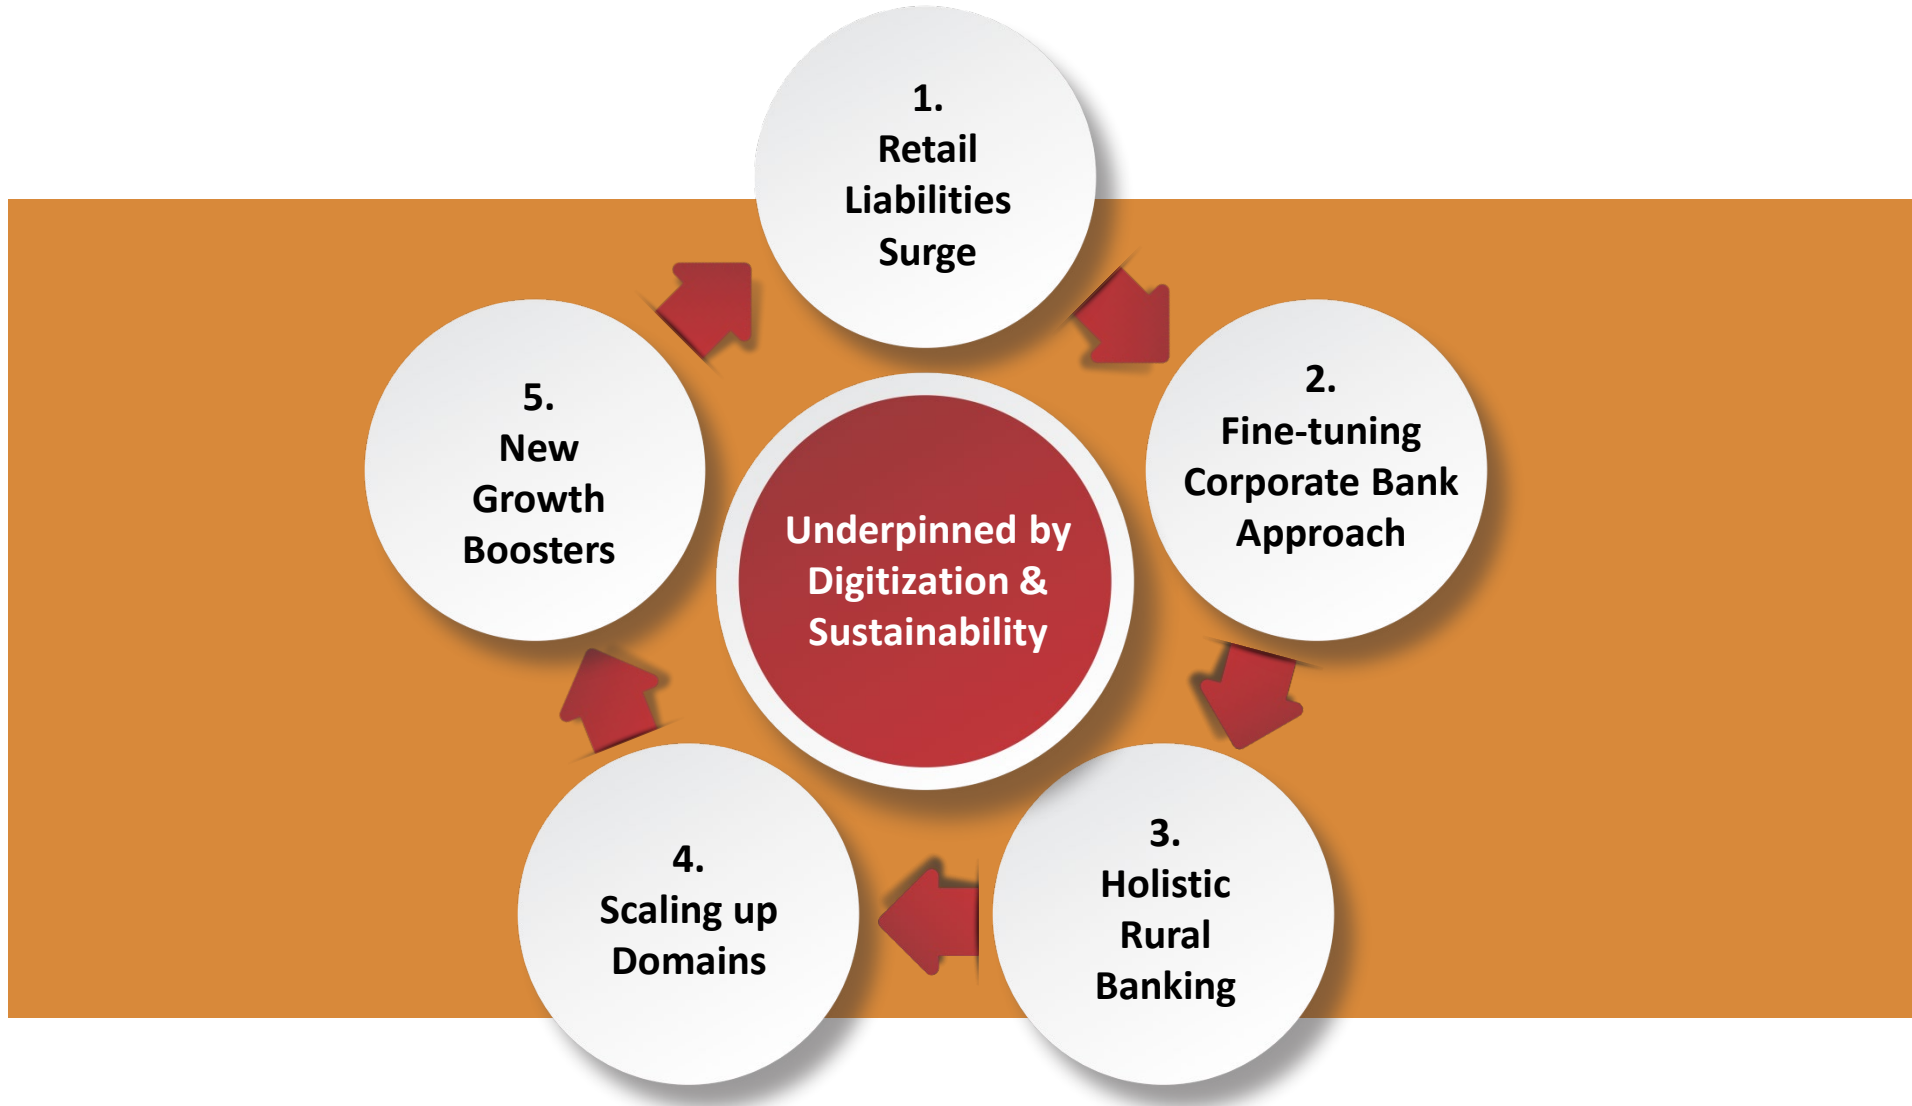 1.
Retail
Liabilities
Surge
2.
Fine-tuning
Corporate Bank
Approach
3.
Holistic
Rural
Banking
4.
Scaling up
Domains
5.
New
Growth
Boosters
Underpinned by
Digitization &
Sustainability